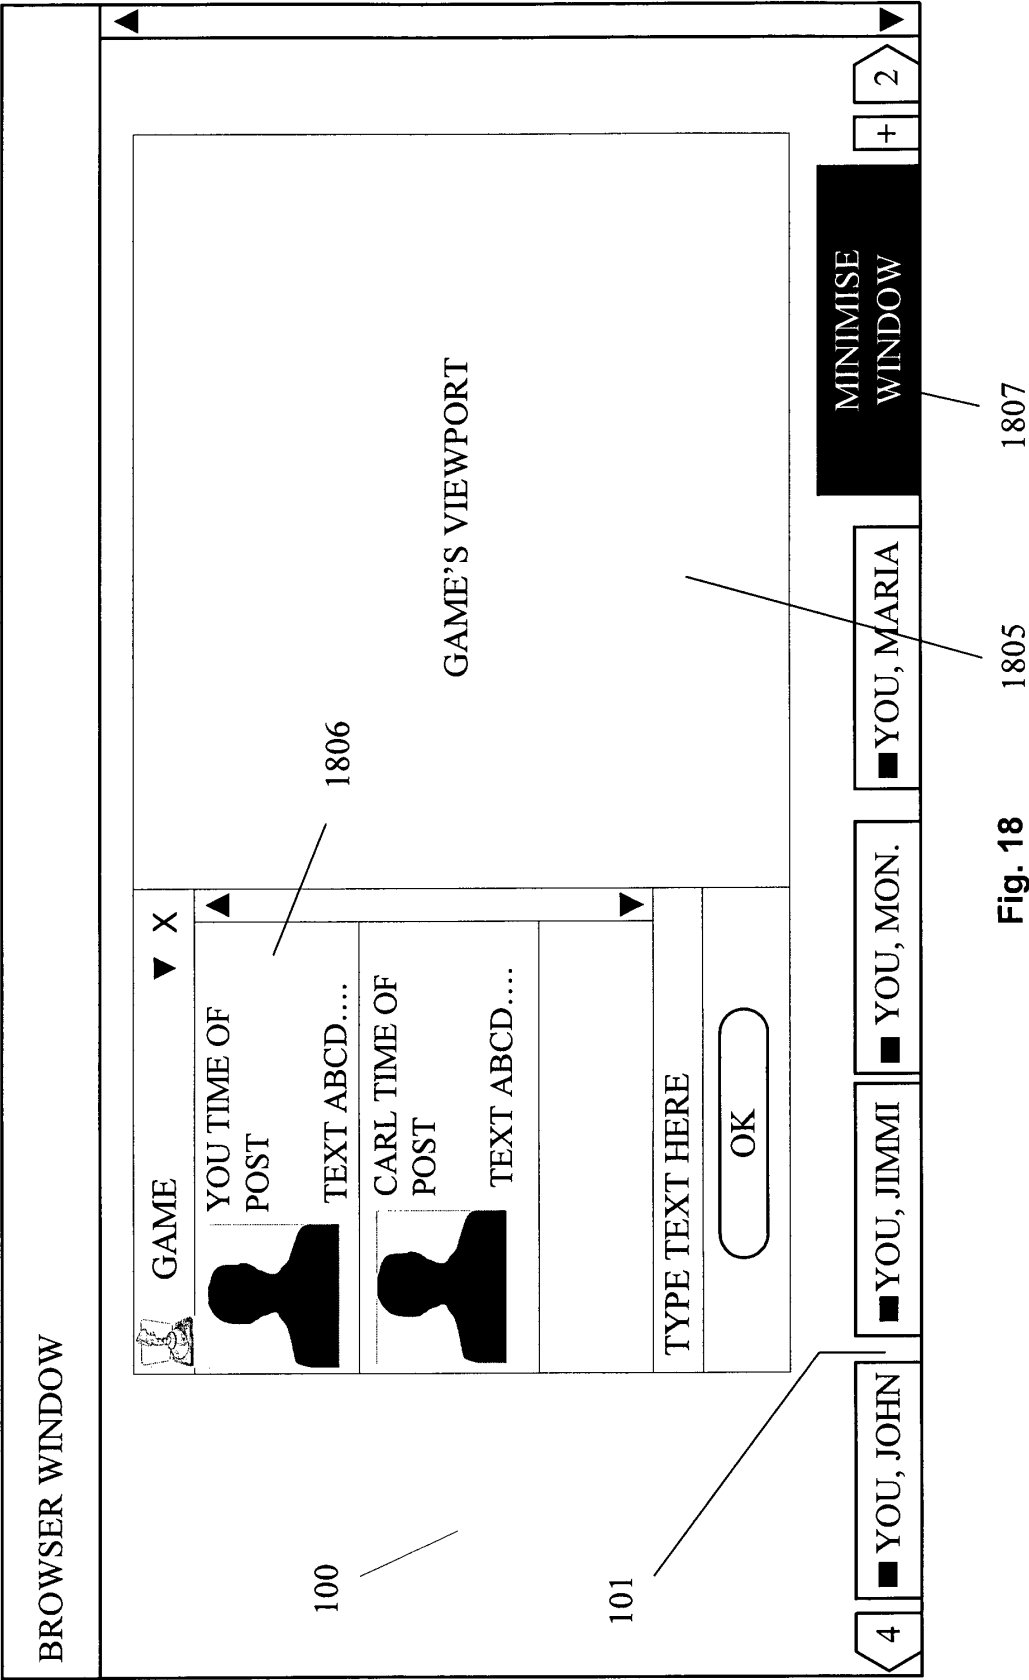 BROWSER WINDOW
GAME X
YOU TIME OF
POST
TEXT ABCD....
CARL TIME OF
POST
TEXT ABCD....
TYPE TEXT HERE
OK
GAME'S VIEWPORT
1806
100
101
4
YOU, JOHN
YOU, JIMMI
YOU, MON.
YOU, MARIA
MINIMISE
WINDOW
+
2
1805
1807
Fig. 18